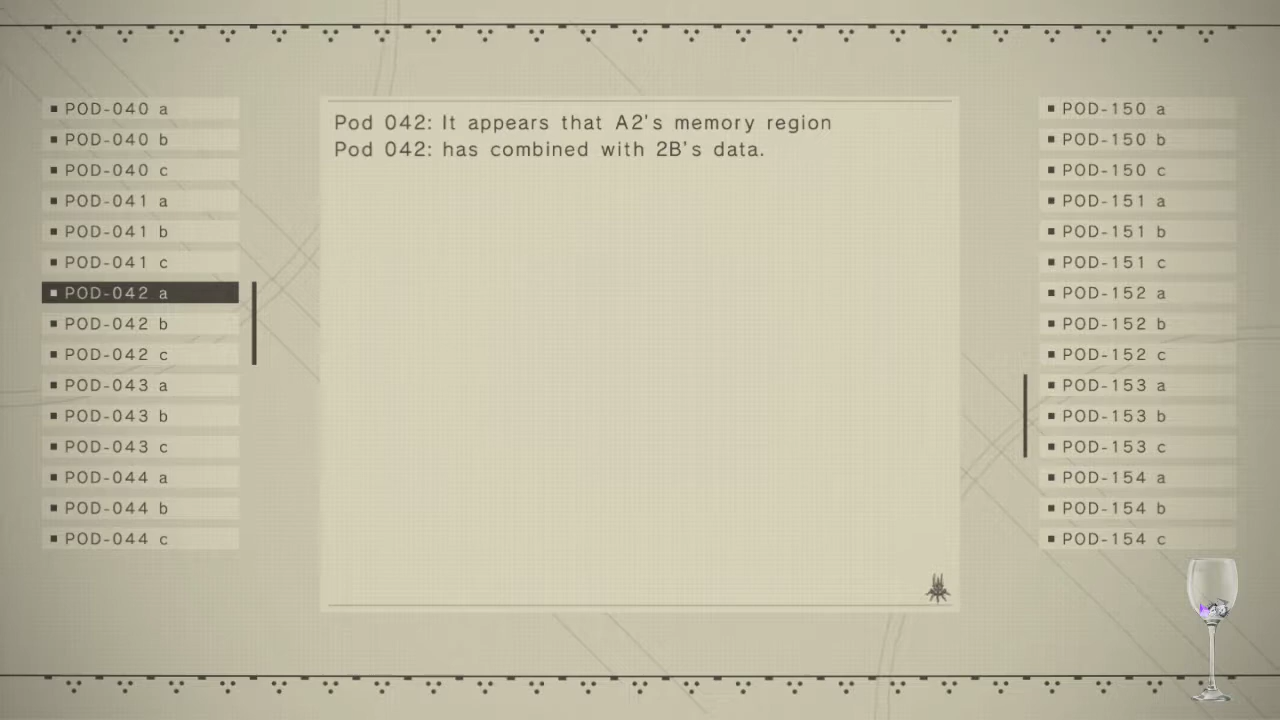 POD-040 a
POD-040 b
POD-040 c
POD-041 a
POD-041 b
POD-041 c
POD-042 a
POD-042 b
POD-042 c
POD-043 a
POD-043 b
POD-043 c
POD-044 a
POD-044 b
POD-044 c
Pod 042: It appears that A2's memory region
Pod 042: has combined with 2B's data.
POD-150 a
POD-150 b
POD-150 c
POD-151 a
POD-151 b
POD-151 c
POD-152 a
POD-152 b
POD-152 c
POD-153 a
POD-153 b
POD-153 c
POD-154 a
POD-154 b
POD-154 c